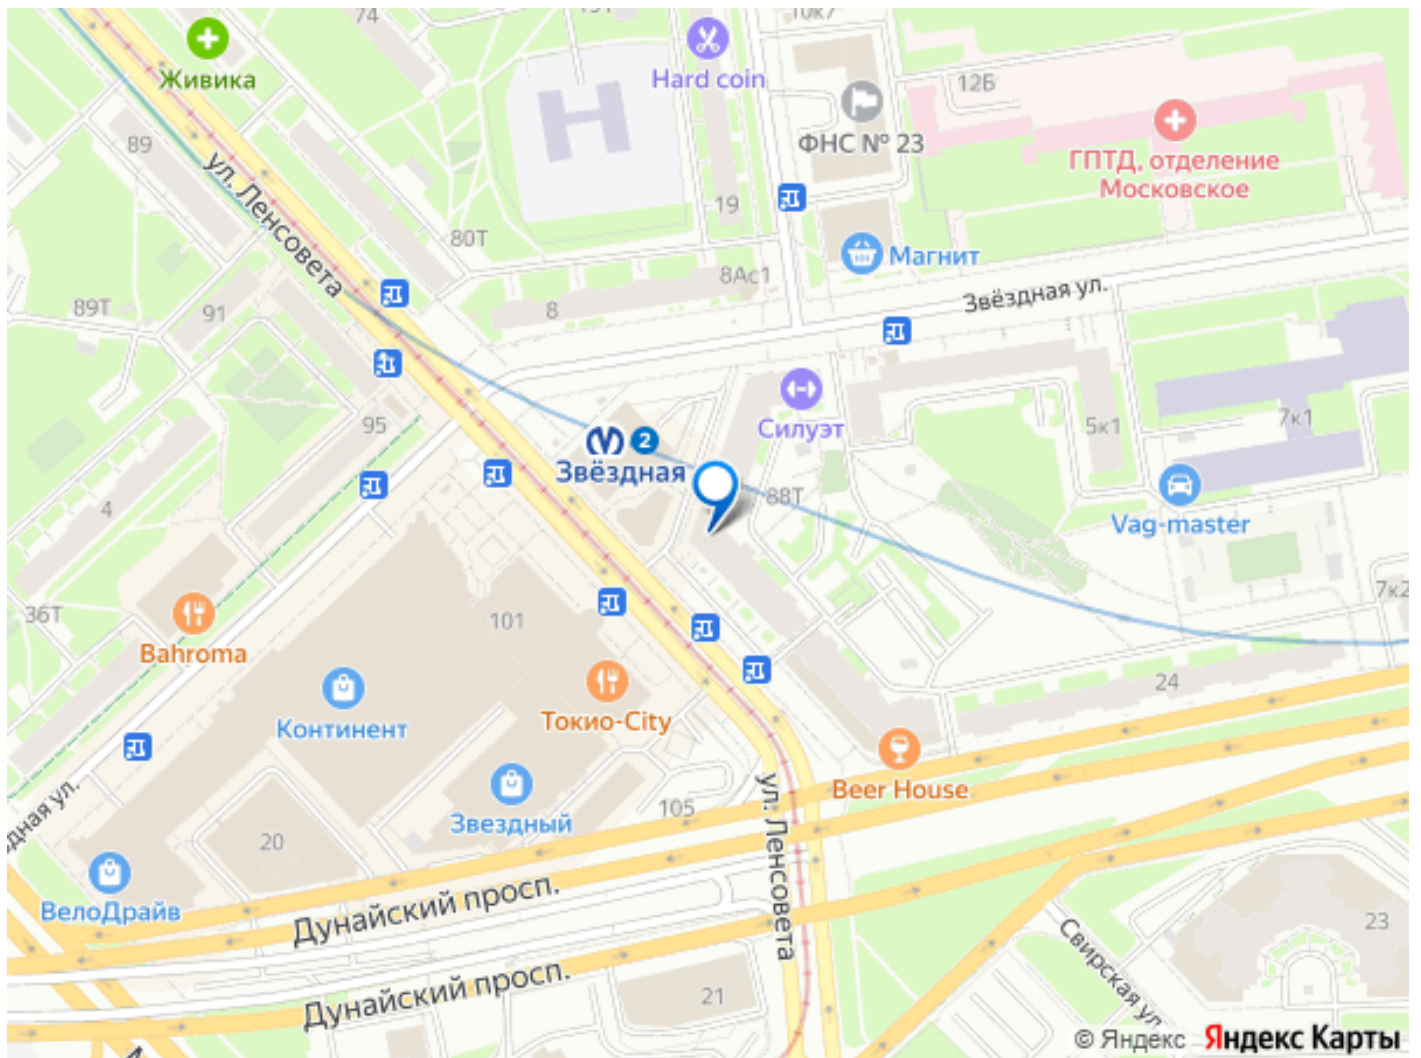 74
10к7
Живика
Hard coin
12Б
ФНС № 23
89
ГПТД, отделение
Московское
ул. Ленсовета
19
80Т
Магнит
8Ас1
Звёздная ул.
89Т
91
8
Силуэт
95
5к1
7к1
2
Звёздная
88Т
4
Vag-master
36Т
7к2
101
Bahroma
24
Континент
Токио-City
Beer House
ул. Ленсовета
105
Звездный
20
ВелоДрайв
Дунайский просп.
23
Свирская ул.
Дунайский просп.
21
© Яндекс Яндекс Карты